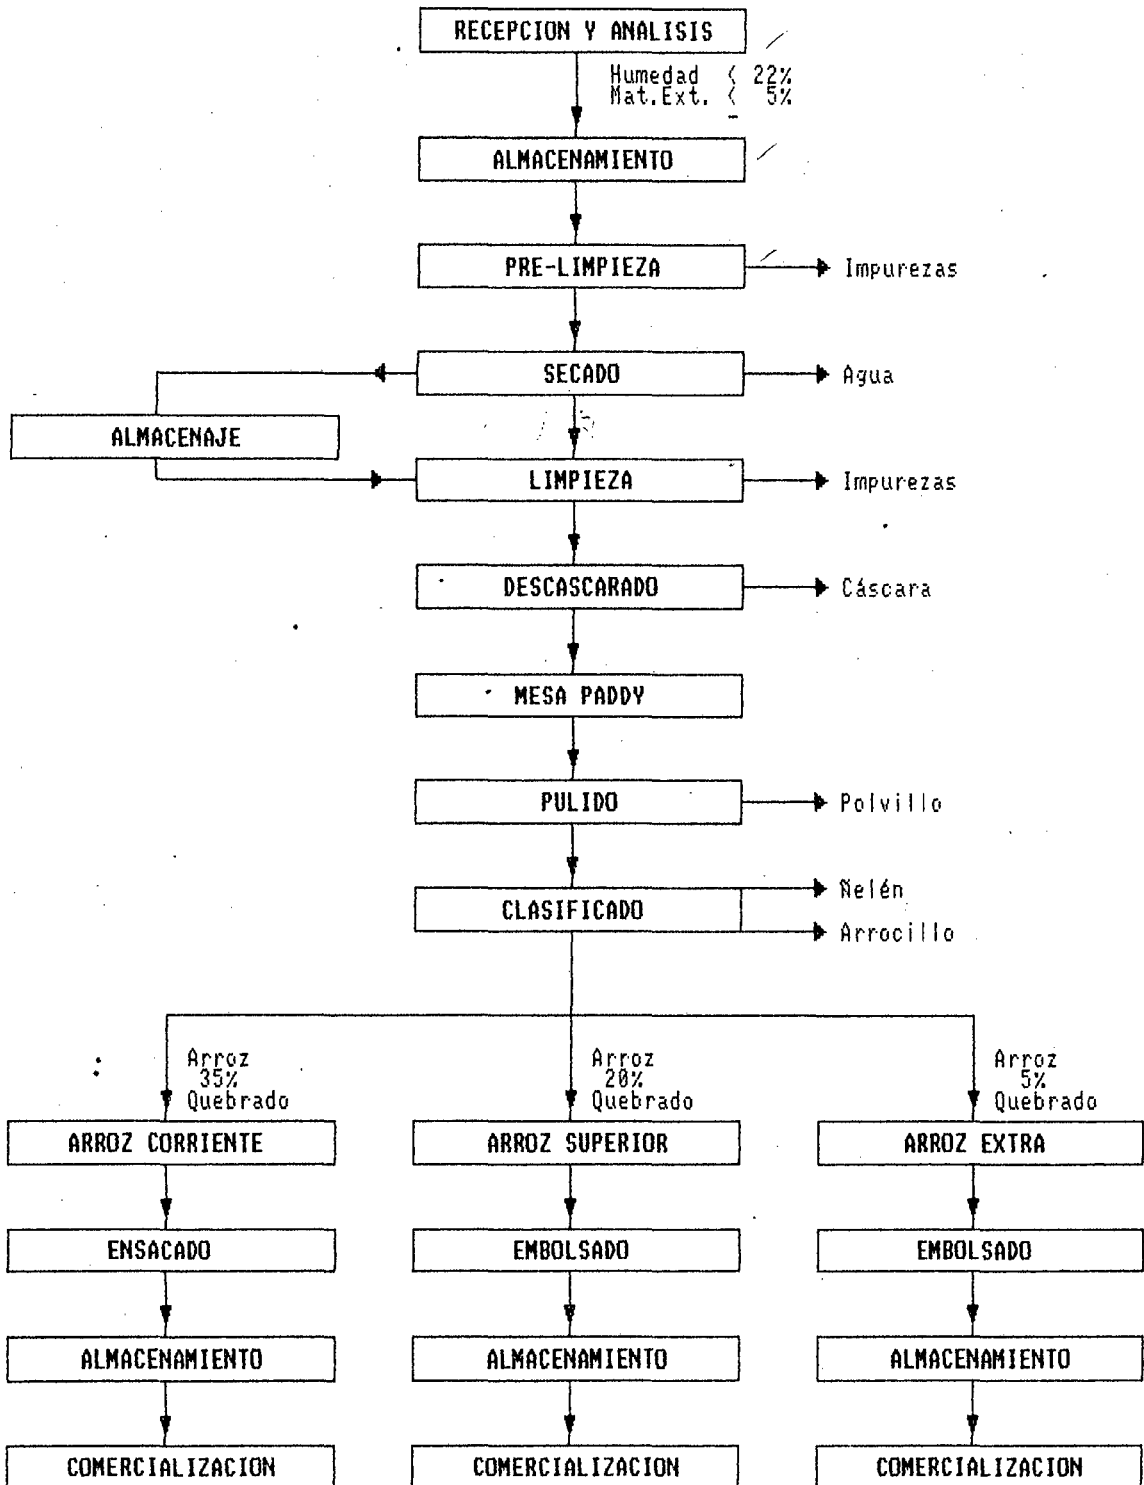 RECEPCION Y ANALISIS
Humedad < 22%
Mat.Ext. < 5%
ALMACENAMIENTO
PRE-LIMPIEZA
Impurezas
SECADO
Agua
ALMACENAJE
LIMPIEZA
Impurezas
DESCASCARADO
Cáscara
MESA PADDY
PULIDO
Polvillo
CLASIFICADO
Ñelén
Arrocillo
Arroz
35%
Quebrado
Arroz
20%
Quebrado
Arroz
5%
Quebrado
ARROZ CORRIENTE
ARROZ SUPERIOR
ARROZ EXTRA
ENSACADO
EMBOLSADO
EMBOLSADO
ALMACENAMIENTO
ALMACENAMIENTO
ALMACENAMIENTO
COMERCIALIZACION
COMERCIALIZACION
COMERCIALIZACION